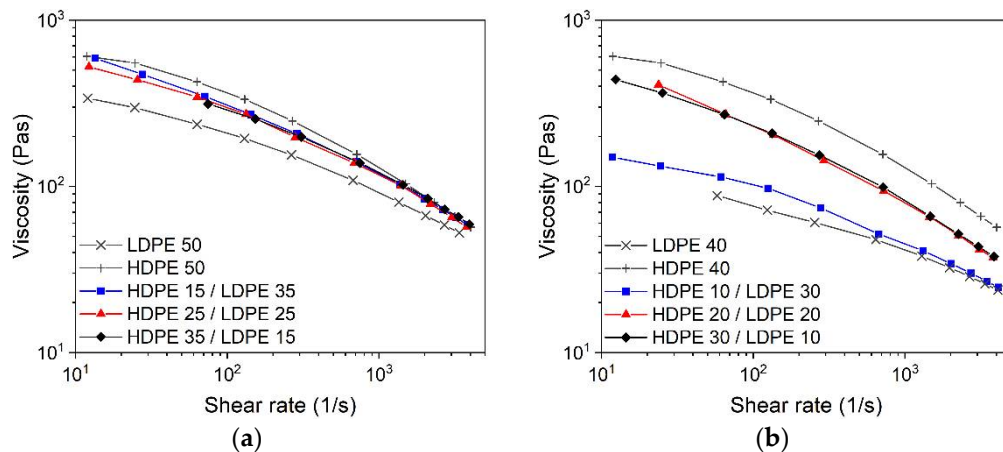 10³
10²
10¹
Viscosity (Pas)
LDPE 50
HDPE 50
HDPE 15 / LDPE 35
HDPE 25 / LDPE 25
HDPE 35 / LDPE 15
10¹ 10² 10³
Shear rate (1/s)
(a)
10³
10²
10¹
Viscosity (Pas)
LDPE 40
HDPE 40
HDPE 10 / LDPE 30
HDPE 20 / LDPE 20
HDPE 30 / LDPE 10
10¹ 10² 10³
Shear rate (1/s)
(b)